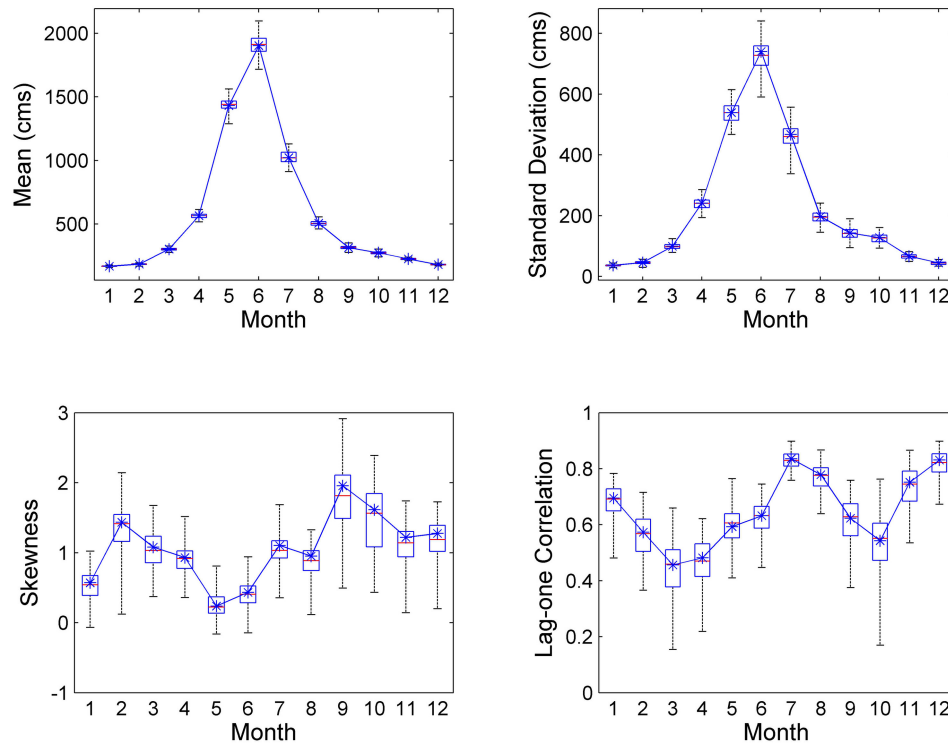 Mean (cms)
2000
1500
1000
500
1 2 3 4 5 6 7 8 9 10 11 12
Month
Standard Deviation (cms)
800
600
400
200
0
1 2 3 4 5 6 7 8 9 10 11 12
Month
Skewness
3
2
1
0
-1
1 2 3 4 5 6 7 8 9 10 11 12
Month
Lag-one Correlation
1
0.8
0.6
0.4
0.2
0
1 2 3 4 5 6 7 8 9 10 11 12
Month